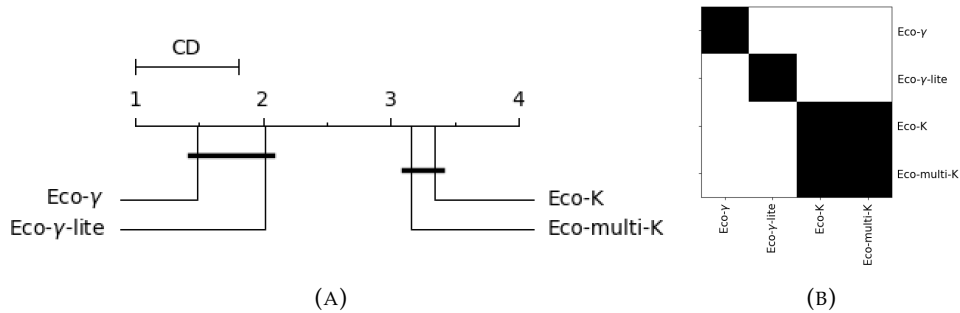 CD
1 2 3 4
Eco-γ Eco-K
Eco-γ-lite Eco-multi-K
(A)
Eco-γ
Eco-γ-lite
Eco-K
Eco-multi-K
Eco-γ
Eco-γ-lite
Eco-K
Eco-multi-K
(B)